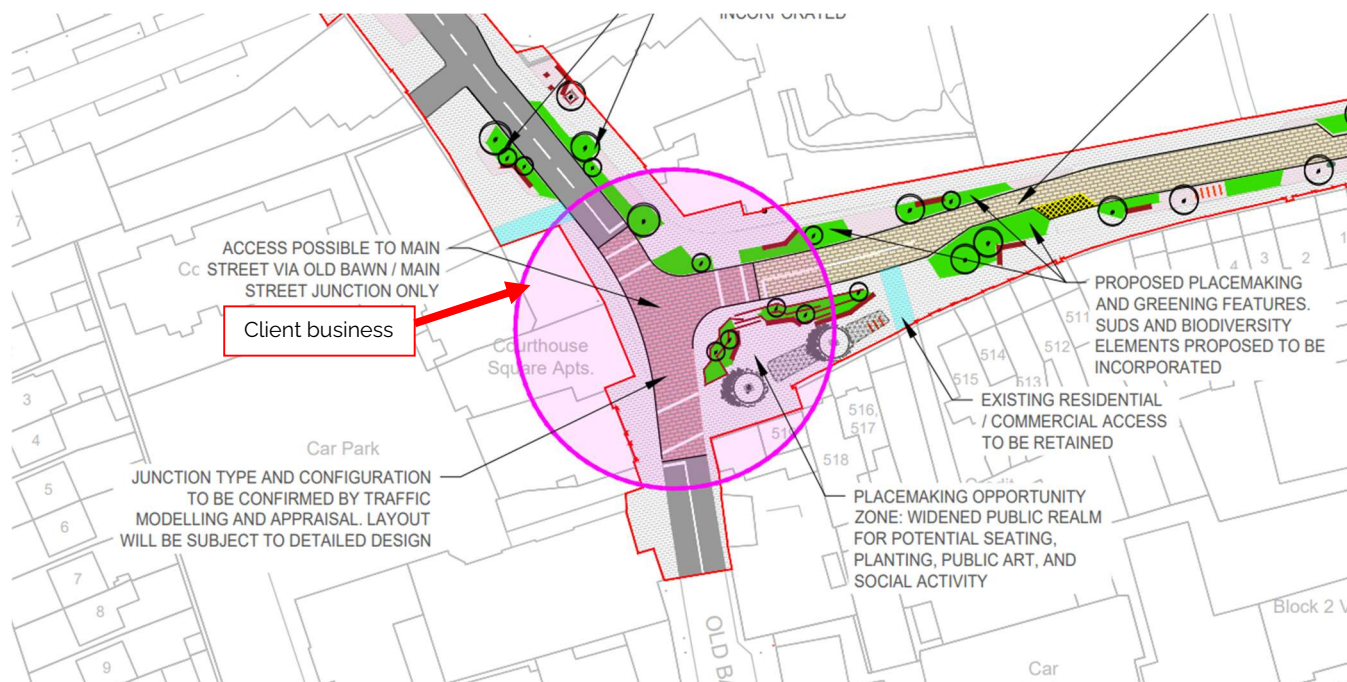 INCORPORATED
ACCESS POSSIBLE TO MAIN
STREET VIA OLD BAWN / MAIN
STREET JUNCTION ONLY
Client business
Courthouse
Square Apts.
Car Park
JUNCTION TYPE AND CONFIGURATION
TO BE CONFIRMED BY TRAFFIC
MODELLING AND APPRAISAL. LAYOUT
WILL BE SUBJECT TO DETAILED DESIGN
PROPOSED PLACEMAKING
AND GREENING FEATURES.
SUDS AND BIODIVERSITY
ELEMENTS PROPOSED TO BE
INCORPORATED
EXISTING RESIDENTIAL
/ COMMERCIAL ACCESS
TO BE RETAINED
PLACEMAKING OPPORTUNITY
ZONE: WIDENED PUBLIC REALM
FOR POTENTIAL SEATING,
PLANTING, PUBLIC ART, AND
SOCIAL ACTIVITY
3
4
5
6
7
8
9
4
3
2
511
512
513
514
515
516,
517
518
Block 2
Car
OLD BA